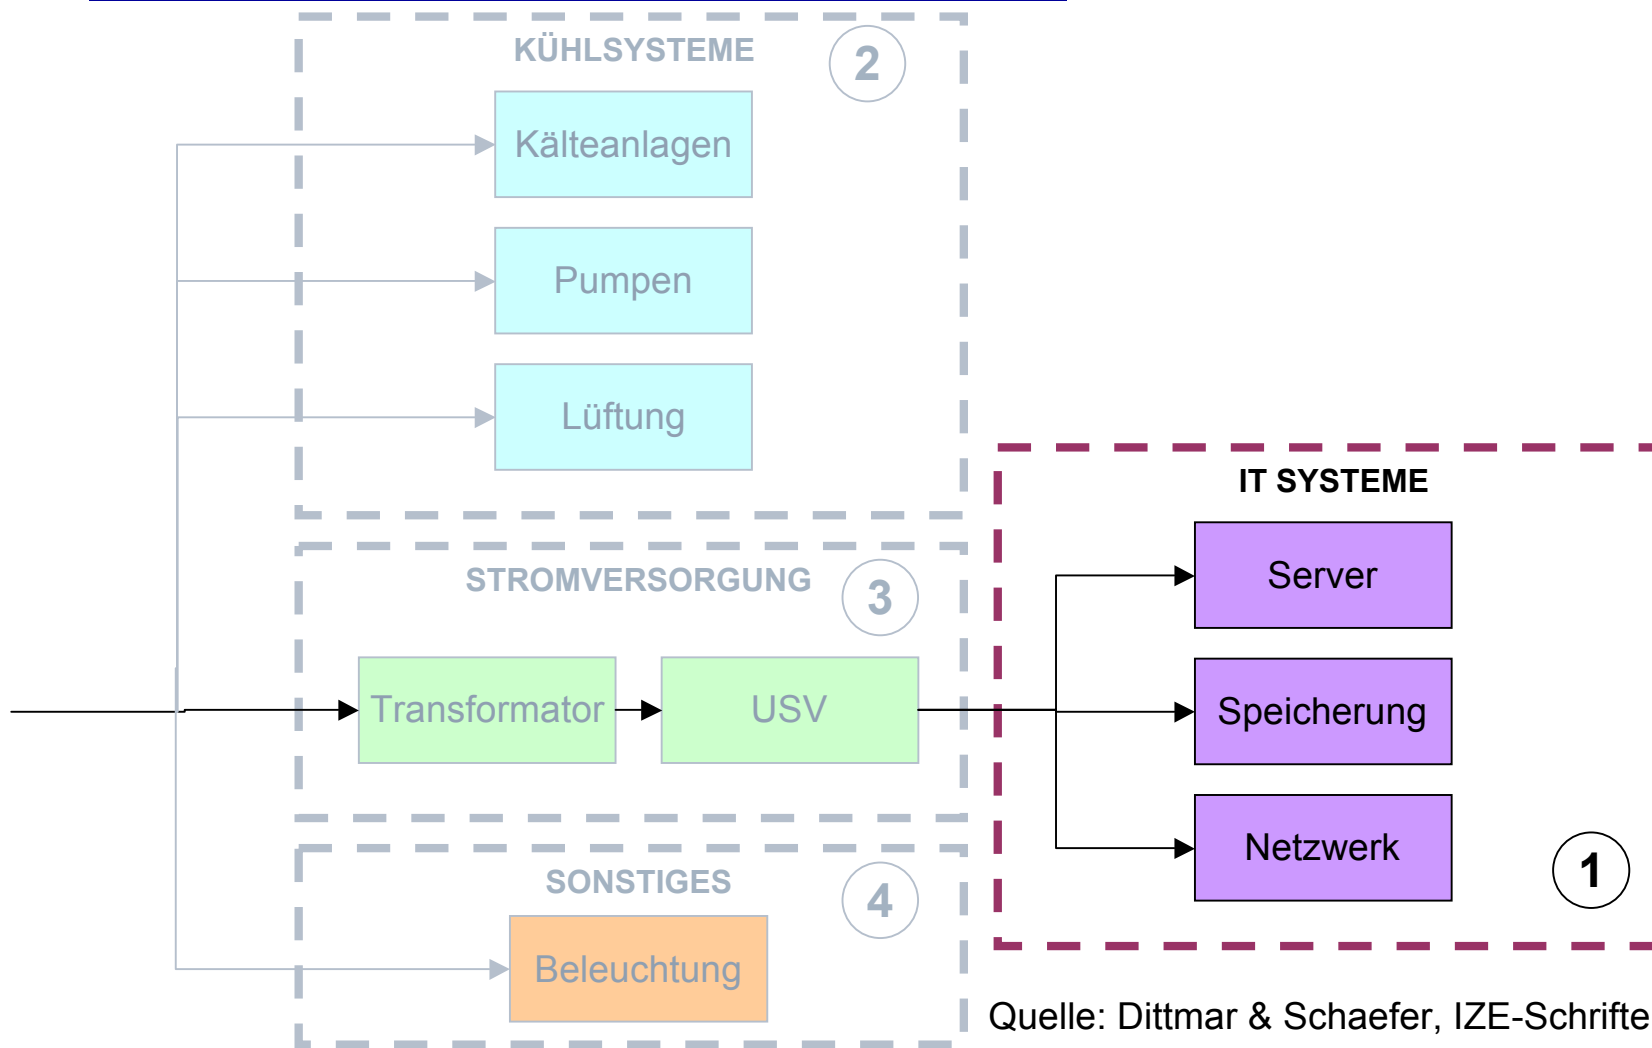 KÜHLSYSTEME
2
Kälteanlagen
Pumpen
Lüftung
STROMVERSORGUNG
3
Transformator
USV
SONSTIGES
4
Beleuchtung
IT SYSTEME
Server
Speicherung
Netzwerk
1
Quelle: Dittmar & Schaefer, IZE-Schrifte